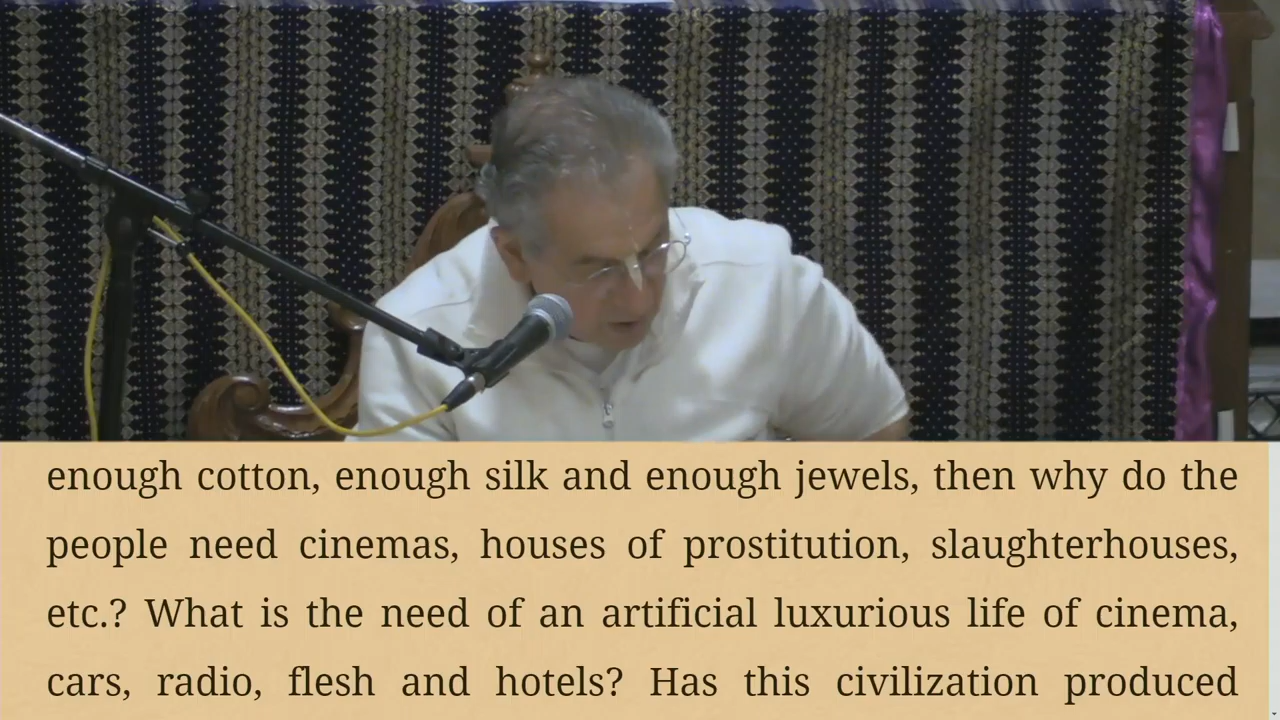 enough cotton, enough silk and enough jewels, then why do the
people need cinemas, houses of prostitution, slaughterhouses,
etc.? What is the need of an artificial luxurious life of cinema,
cars, radio, flesh and hotels? Has this civilization produced